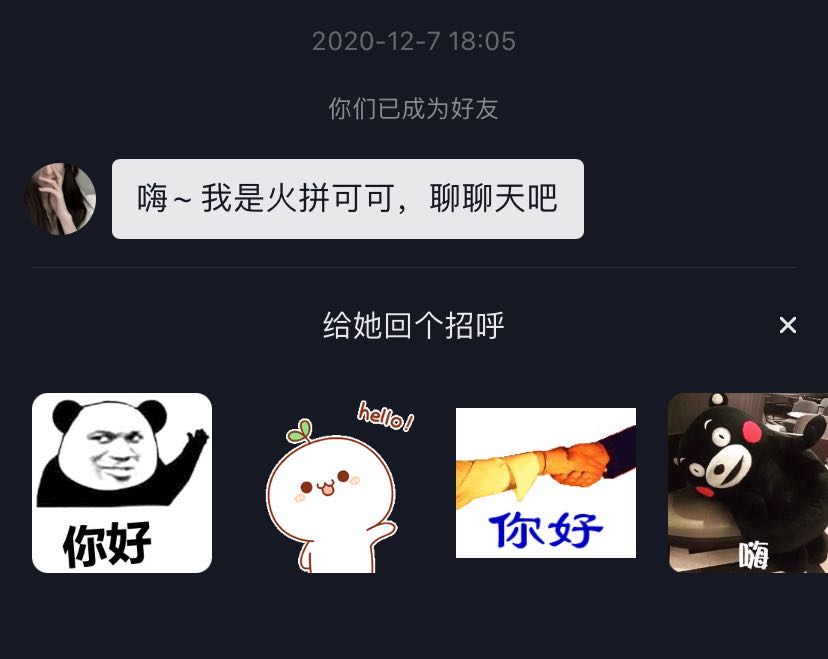 2020-12-7 18:05
你们已成为好友
嗨~我是火拼可可，聊聊天吧
给她回个招呼
hello!
你好
你好
嗨